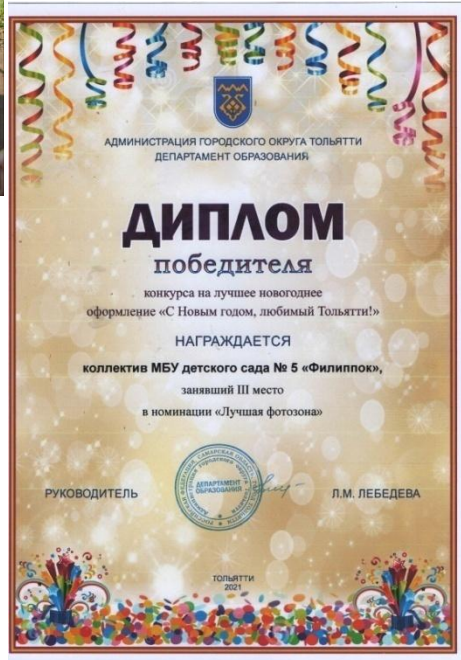 АДМИНИСТРАЦИЯ ГОРОДСКОГО ОКРУГА ТОЛЬЯТТИ
ДЕПАРТАМЕНТ ОБРАЗОВАНИЯ
ДИПЛОМ
победителя
конкурса на лучшее новогоднее
оформление «С Новым годом, любимый Тольятти!»
НАГРАЖДАЕТСЯ
коллектив МБУ детского сада № 5 «Филиппок»,
занявший III место
в номинации «Лучшая фотозона»
ДЕПАРТАМЕНТ
ОБРАЗОВАНИЯ
РУКОВОДИТЕЛЬ Л.М. ЛЕБЕДЕВА
ТОЛЬЯТТИ
2021